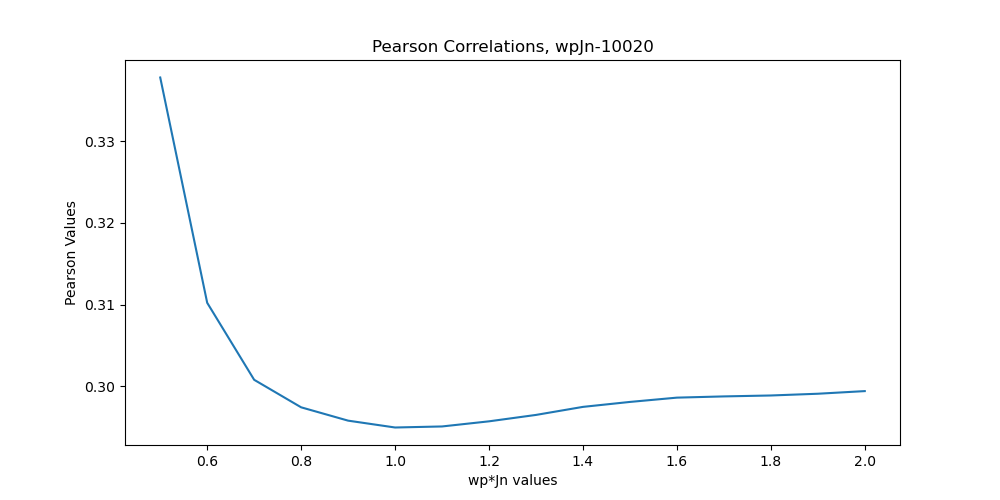 Pearson Correlations, wpJn-10020
0.33
0.32
0.31
0.30
Pearson Values
0.6 0.8 1.0 1.2 1.4 1.6 1.8 2.0
wp*Jn values